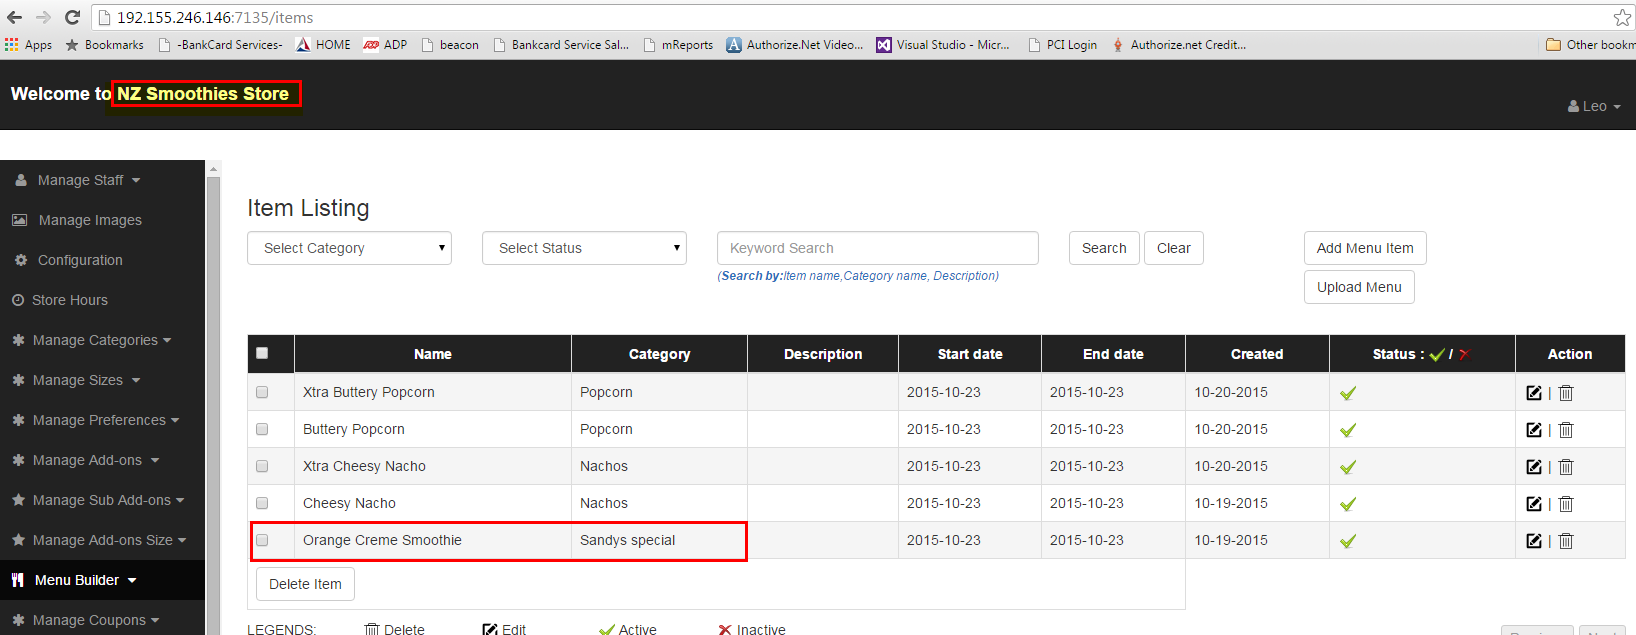 192.155.246.146:7135/items
Apps Bookmarks -BankCard Services- HOME ADP beacon Bankcard Service Sal... mReports Authorize.Net Video... Visual Studio - Micr... PCI Login Authorize.net Credit... Other bookm
Welcome to NZ Smoothies Store
Leo
Manage Staff
Manage Images
Configuration
Store Hours
Manage Categories
Manage Sizes
Manage Preferences
Manage Add-ons
Manage Sub Add-ons
Manage Add-ons Size
Menu Builder
Manage Coupons
Item Listing
Select Category Select Status Keyword Search Search Clear Add Menu Item
(Search by:Item name,Category name, Description)
Upload Menu
Name Category Description Start date End date Created Status : / Action
Xtra Buttery Popcorn Popcorn 2015-10-23 2015-10-23 10-20-2015 |
Buttery Popcorn Popcorn 2015-10-23 2015-10-23 10-20-2015 |
Xtra Cheesy Nacho Nachos 2015-10-23 2015-10-23 10-20-2015 |
Cheesy Nacho Nachos 2015-10-23 2015-10-23 10-19-2015 |
Orange Creme Smoothie Sandys special 2015-10-23 2015-10-23 10-19-2015 |
Delete Item
LEGENDS: Delete Edit Active Inactive